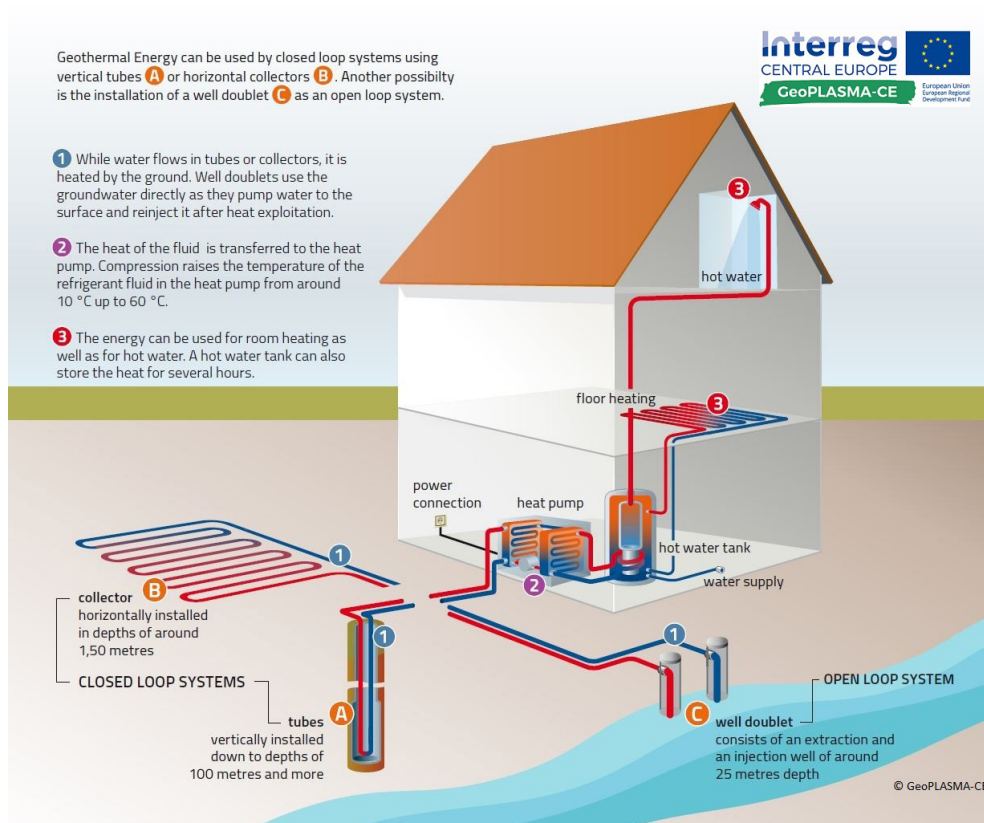 Geothermal Energy can be used by closed loop systems using
vertical tubes A or horizontal collectors B. Another possibilty
is the installation of a well doublet C as an open loop system.
Interreg
CENTRAL EUROPE
GeoPLASMA-CE
European Union
European Regional
Development Fund
1 While water flows in tubes or collectors, it is
heated by the ground. Well doublets use the
groundwater directly as they pump water to the
surface and reinject it after heat exploitation.
2 The heat of the fluid is transferred to the heat
pump. Compression raises the temperature of the
refrigerant fluid in the heat pump from around
10 °C up to 60 °C.
3 The energy can be used for room heating as
well as for hot water. A hot water tank can also
store the heat for several hours.
3
hot water
floor heating
3
power
connection
heat pump
hot water tank
2
water supply
1
B
collector
horizontally installed
in depths of around
1,50 metres
CLOSED LOOP SYSTEMS
1
A
tubes
vertically installed
down to depths of
100 metres and more
1
OPEN LOOP SYSTEM
C
well doublet
consists of an extraction and
an injection well of around
25 metres depth
© GeoPLASMA-CE